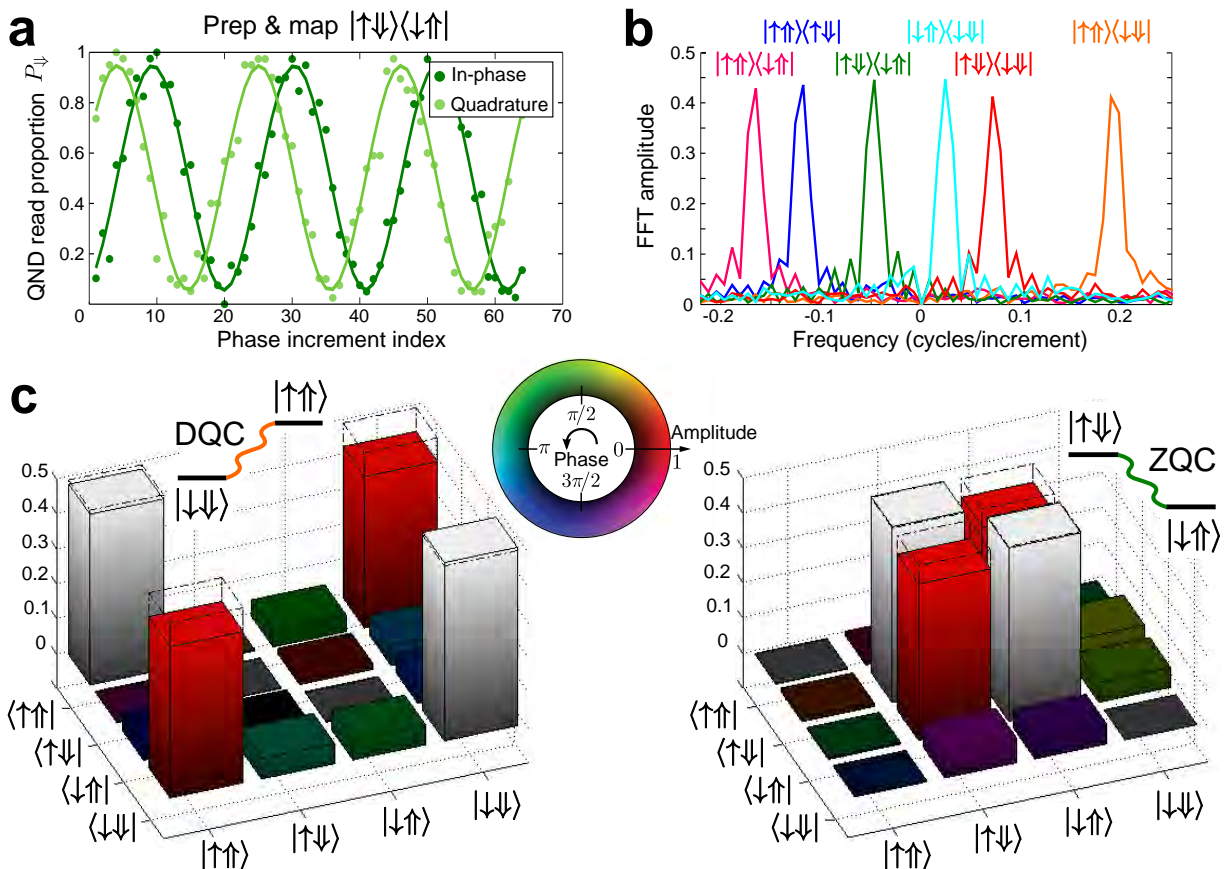 a
Prep & map |↑⇓⟩⟨↓⇑|
QND read proportion P⇓
1
0.8
0.6
0.4
0.2
In-phase
Quadrature
0 10 20 30 40 50 60 70
Phase increment index
b
|↑⇑⟩⟨↑⇓| |↓⇑⟩⟨↓⇓| |↑⇑⟩⟨↓⇓|
|↑⇑⟩⟨↓⇑| |↑⇓⟩⟨↓⇑| |↑⇓⟩⟨↓⇓|
FFT amplitude
0.5
0.4
0.3
0.2
0.1
0
-0.2 -0.1 0 0.1 0.2
Frequency (cycles/increment)
c
DQC
|↑⇑⟩
|↓⇓⟩
0.5
0.4
0.3
0.2
0.1
0
⟨↑⇑|
⟨↑⇓|
⟨↓⇑|
⟨↓⇓|
|↑⇑⟩
|↑⇓⟩
|↓⇑⟩
|↓⇓⟩
π/2
π
0
Phase
3π/2
Amplitude
1
|↑⇓⟩
ZQC
|↓⇑⟩
0.5
0.4
0.3
0.2
0.1
0
⟨↑⇑|
⟨↑⇓|
⟨↓⇑|
⟨↓⇓|
|↑⇑⟩
|↑⇓⟩
|↓⇑⟩
|↓⇓⟩